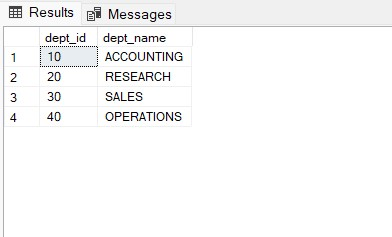 Results Messages
dept_id dept_name
1 10 ACCOUNTING
2 20 RESEARCH
3 30 SALES
4 40 OPERATIONS